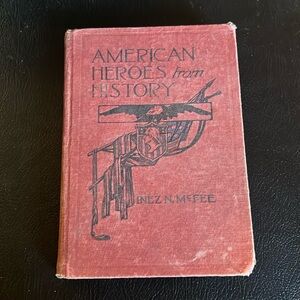 AMERICAN
HEROES from
HISTORY
INEZ N. McFEE